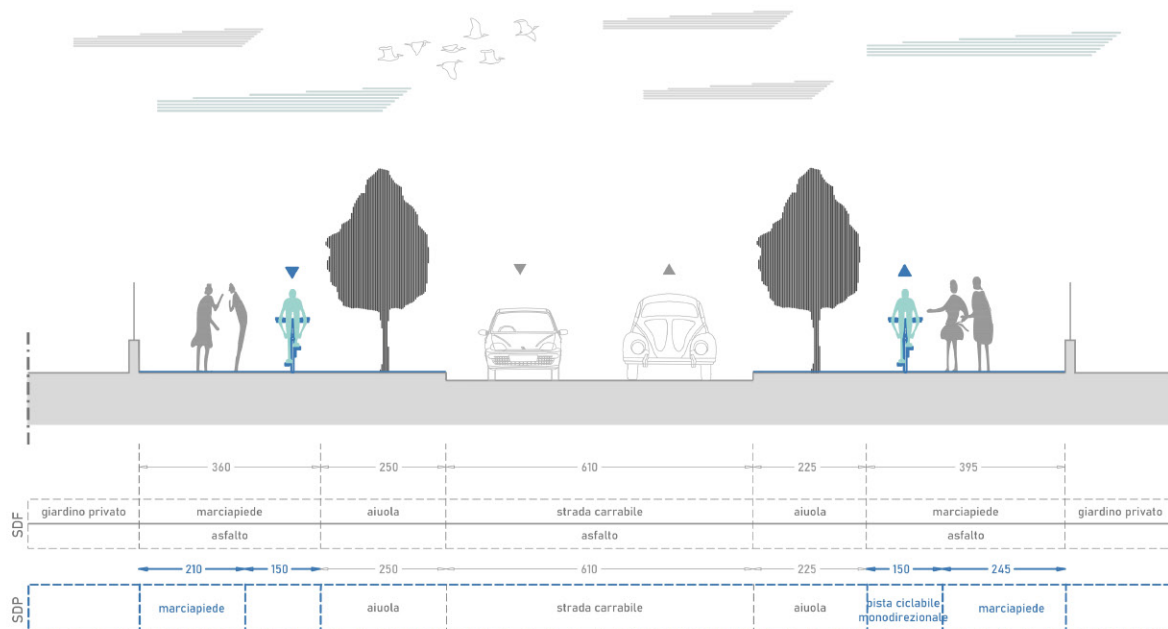 360 250 610 225 395
SDF
giardino privato marciapiede aiuola strada carrabile aiuola marciapiede giardino privato
asfalto asfalto asfalto
210 150 250 610 225 150 245
SDP
marciapiede aiuola strada carrabile aiuola pista ciclabile
monodirezionale marciapiede